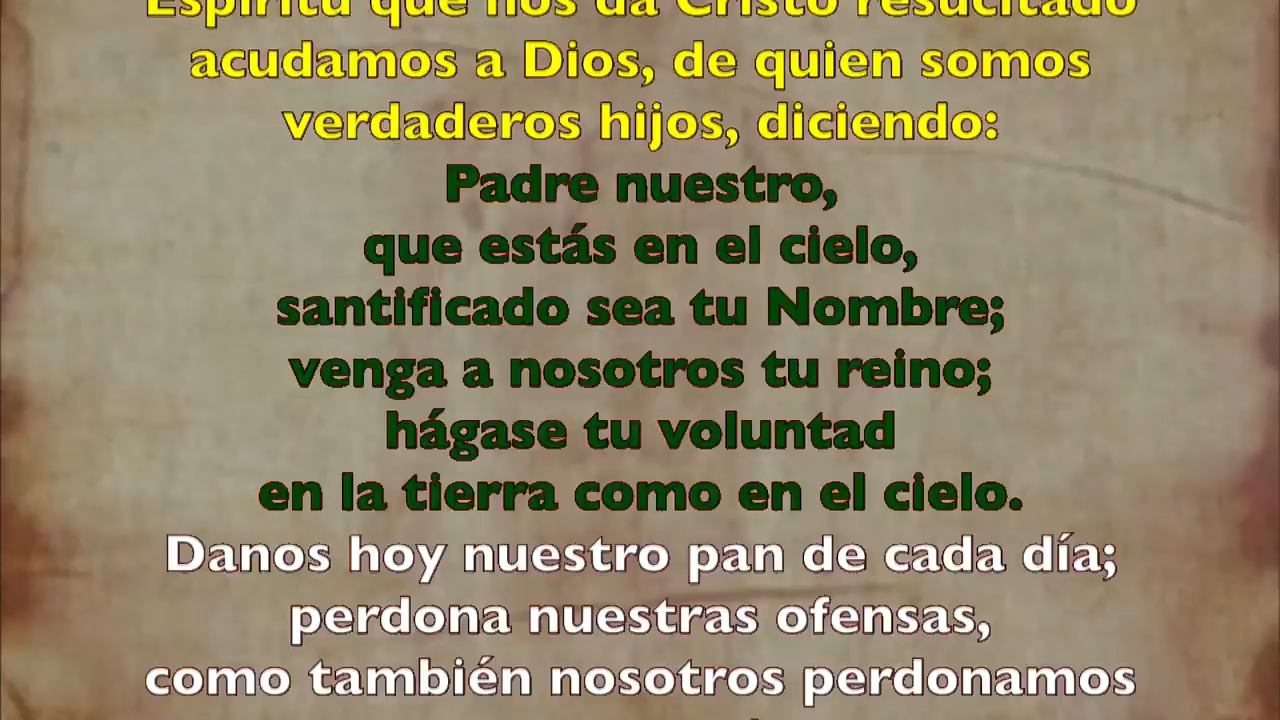 Espíritu que nos da Cristo resucitado
acudamos a Dios, de quien somos
verdaderos hijos, diciendo:
Padre nuestro,
que estás en el cielo,
santificado sea tu Nombre;
venga a nosotros tu reino;
hágase tu voluntad
en la tierra como en el cielo.
Danos hoy nuestro pan de cada día;
perdona nuestras ofensas,
como también nosotros perdonamos